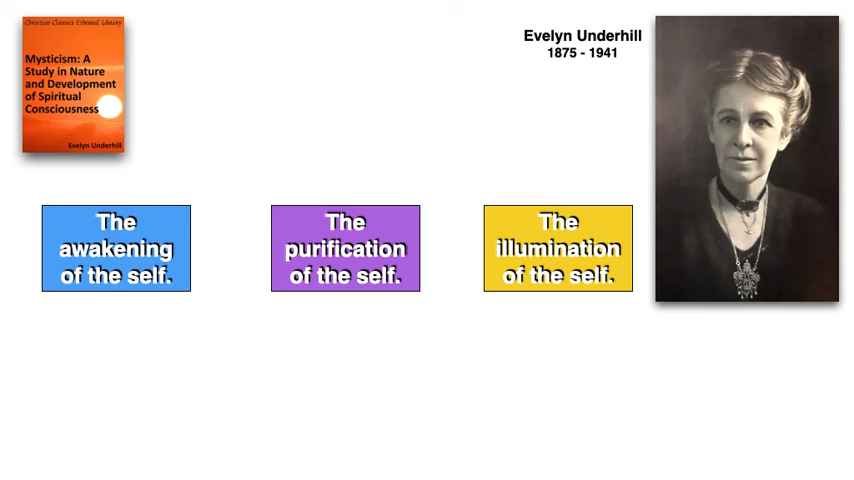 Christian Classics Ethereal Library
Mysticism: A
Study in Nature
and Development
of Spiritual
Consciousness
Evelyn Underhill
Evelyn Underhill
1875 - 1941
The
awakening
of the self.
The
purification
of the self.
The
illumination
of the self.